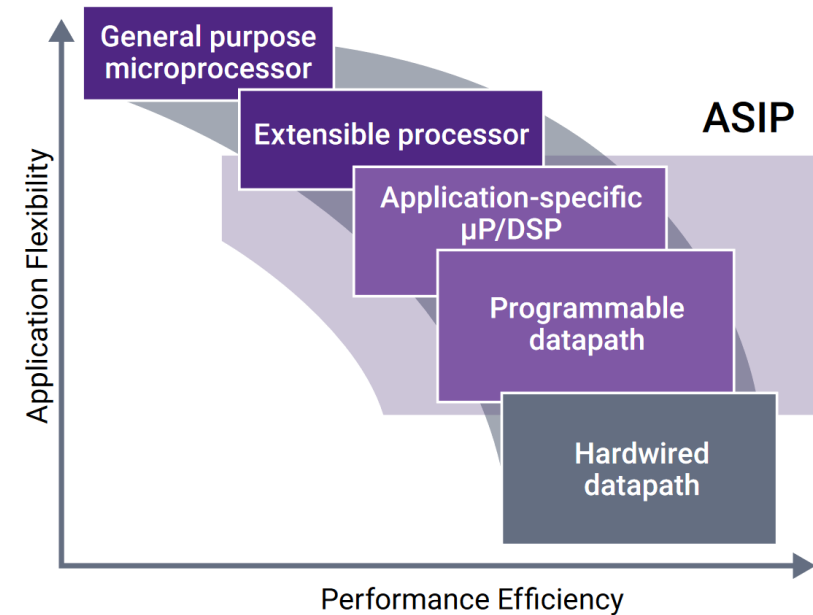 General purpose
microprocessor
Extensible processor
ASIP
Application-specific
µP/DSP
Programmable
datapath
Hardwired
datapath
Application Flexibility
Performance Efficiency